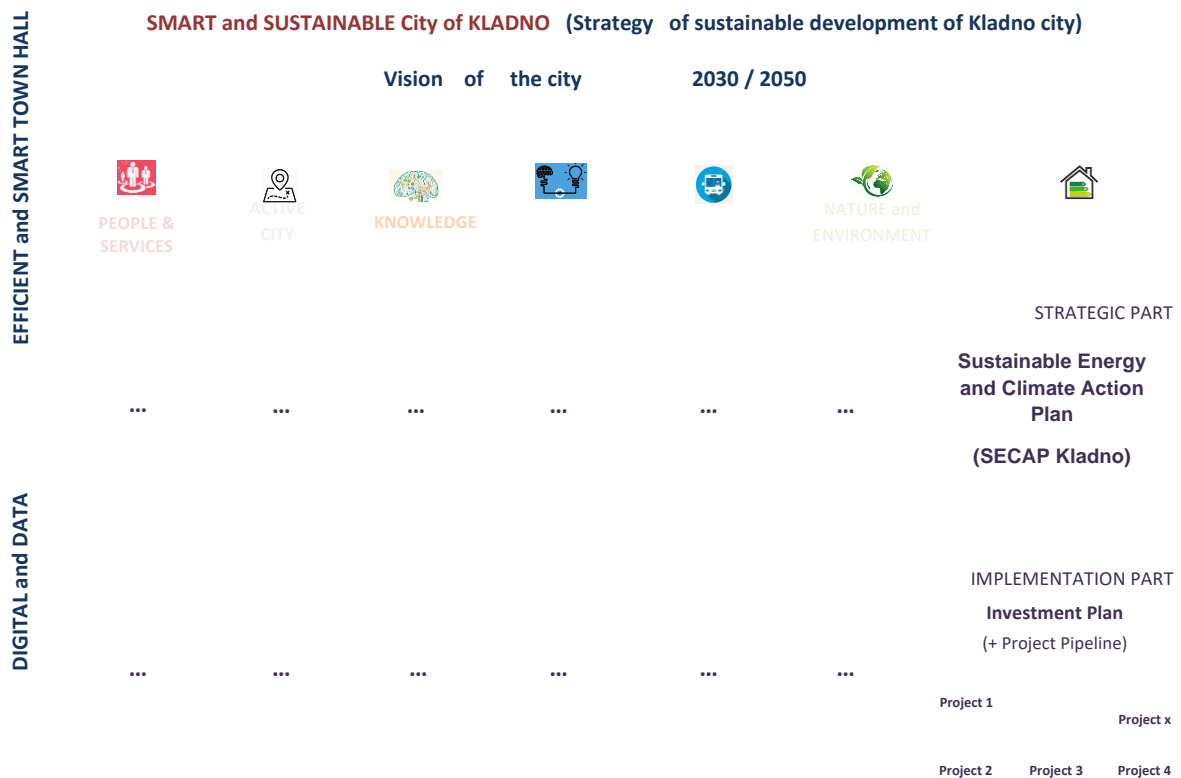 SMART and SUSTAINABLE City of KLADNO (Strategy of sustainable development of Kladno city)
Vision of the city 2030 / 2050
EFFICIENT and SMART TOWN HALL
PEOPLE &
SERVICES
ACTIVE
CITY
KNOWLEDGE
NATURE and
ENVIRONMENT
STRATEGIC PART
Sustainable Energy
and Climate Action
Plan
(SECAP Kladno)
... ... ... ... ... ...
DIGITAL and DATA
IMPLEMENTATION PART
Investment Plan
(+ Project Pipeline)
... ... ... ... ... ...
Project 1
Project x
Project 2 Project 3 Project 4